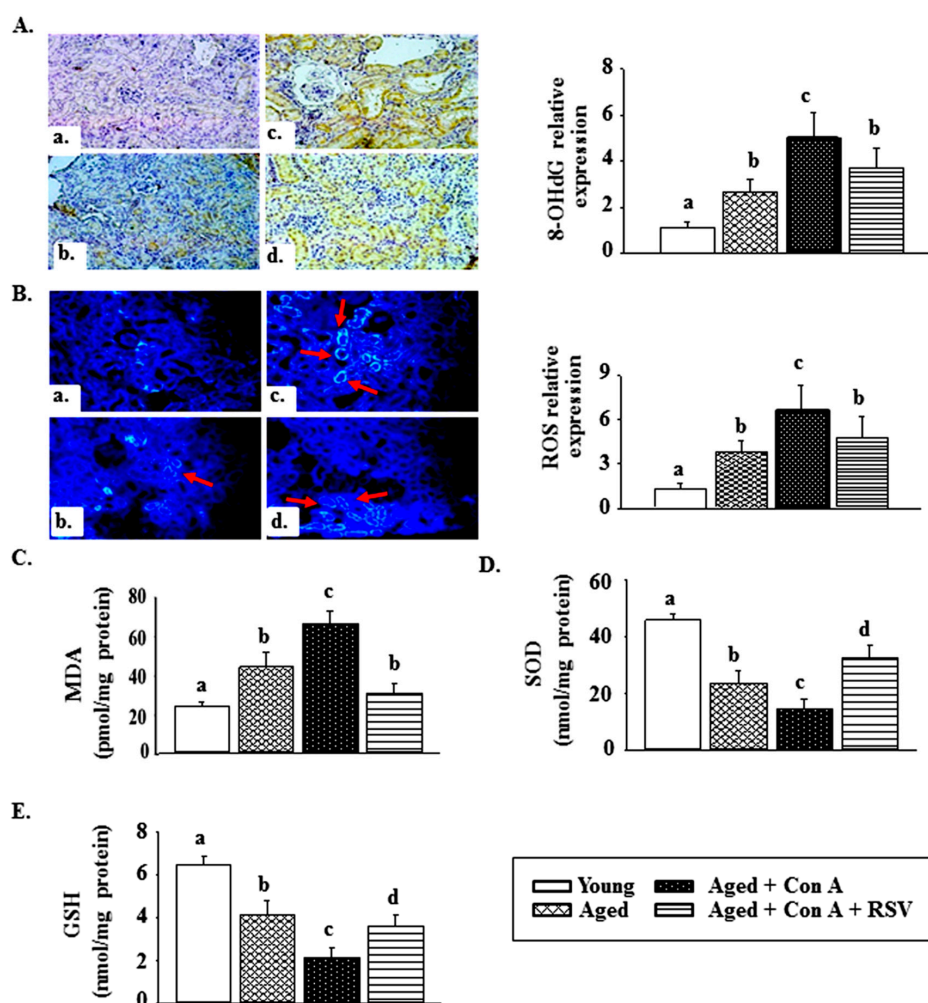 A.
a.
c.
b.
d.
8-OHdG relative
expression
8
6
4
2
0
a
b
c
b
B.
a.
c.
b.
d.
ROS relative
expression
9
6
3
0
a
b
c
b
C.
MDA
(pmol/mg protein)
80
60
40
20
0
a
b
c
b
D.
SOD
(nmol/mg protein)
60
40
20
0
a
b
c
d
E.
GSH
(nmol/mg protein)
8
6
4
2
0
a
b
c
d
Young
Aged + Con A
Aged
Aged + Con A + RSV